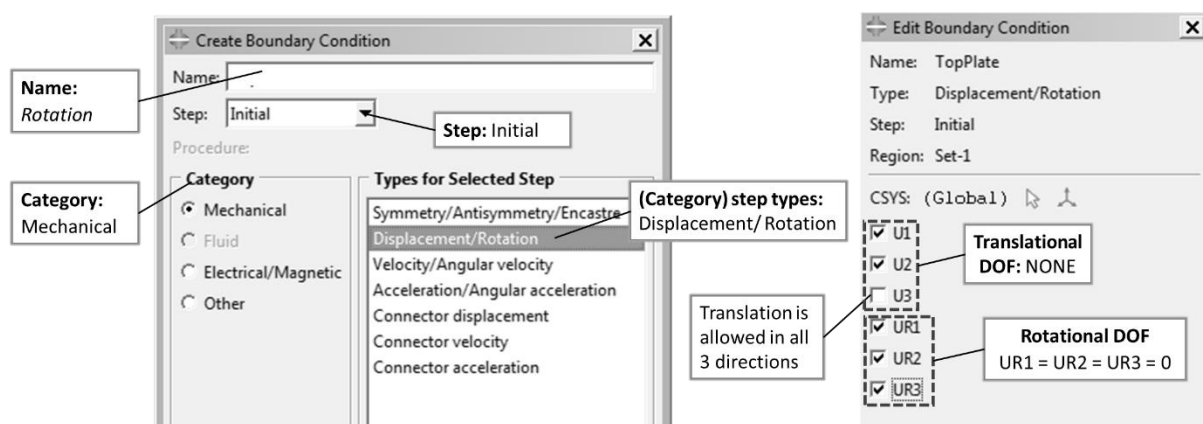 Create Boundary Condition
Name:
Name:
Rotation
Step: Initial
Step: Initial
Procedure:
Category:
Mechanical
Category
Mechanical
Fluid
Electrical/Magnetic
Other
Types for Selected Step
Symmetry/Antisymmetry/Encastre
Displacement/Rotation
Velocity/Angular velocity
Acceleration/Angular acceleration
Connector displacement
Connector velocity
Connector acceleration
(Category) step types:
Displacement/ Rotation
Edit Boundary Condition
Name: TopPlate
Type: Displacement/Rotation
Step: Initial
Region: Set-1
CSYS: (Global)
U1
U2
U3
UR1
UR2
UR3
Translational
DOF: NONE
Translation is
allowed in all
3 directions
Rotational DOF
UR1 = UR2 = UR3 = 0